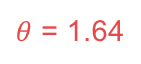 θ = 1.64